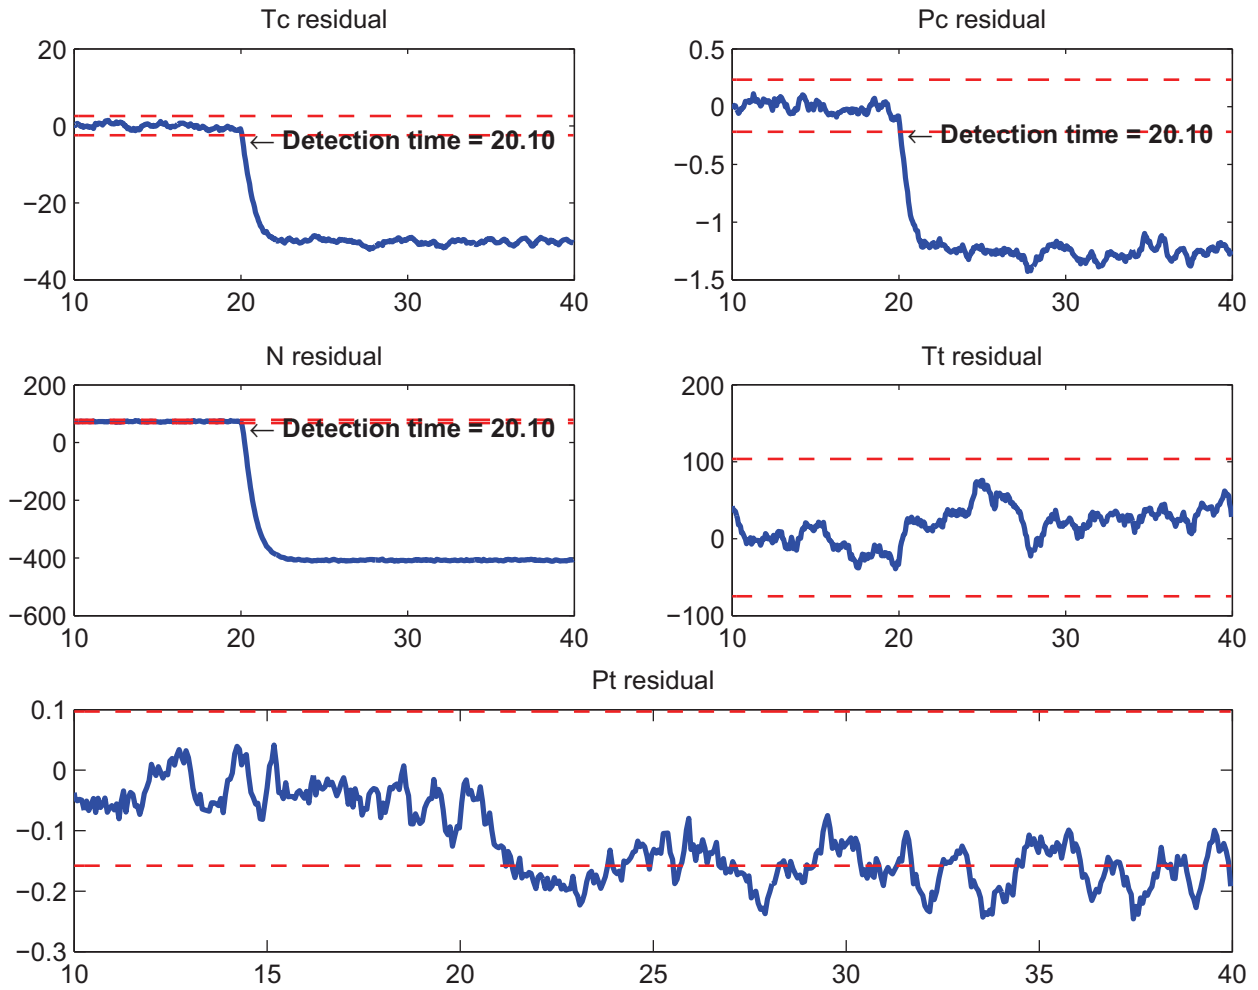 Tc residual
20
0
−20
−40
← Detection time = 20.10
10 20 30 40
Pc residual
0.5
0
−0.5
−1
−1.5
← Detection time = 20.10
10 20 30 40
N residual
200
0
−200
−400
−600
← Detection time = 20.10
10 20 30 40
Tt residual
200
100
0
−100
10 20 30 40
Pt residual
0.1
0
−0.1
−0.2
−0.3
10 15 20 25 30 35 40